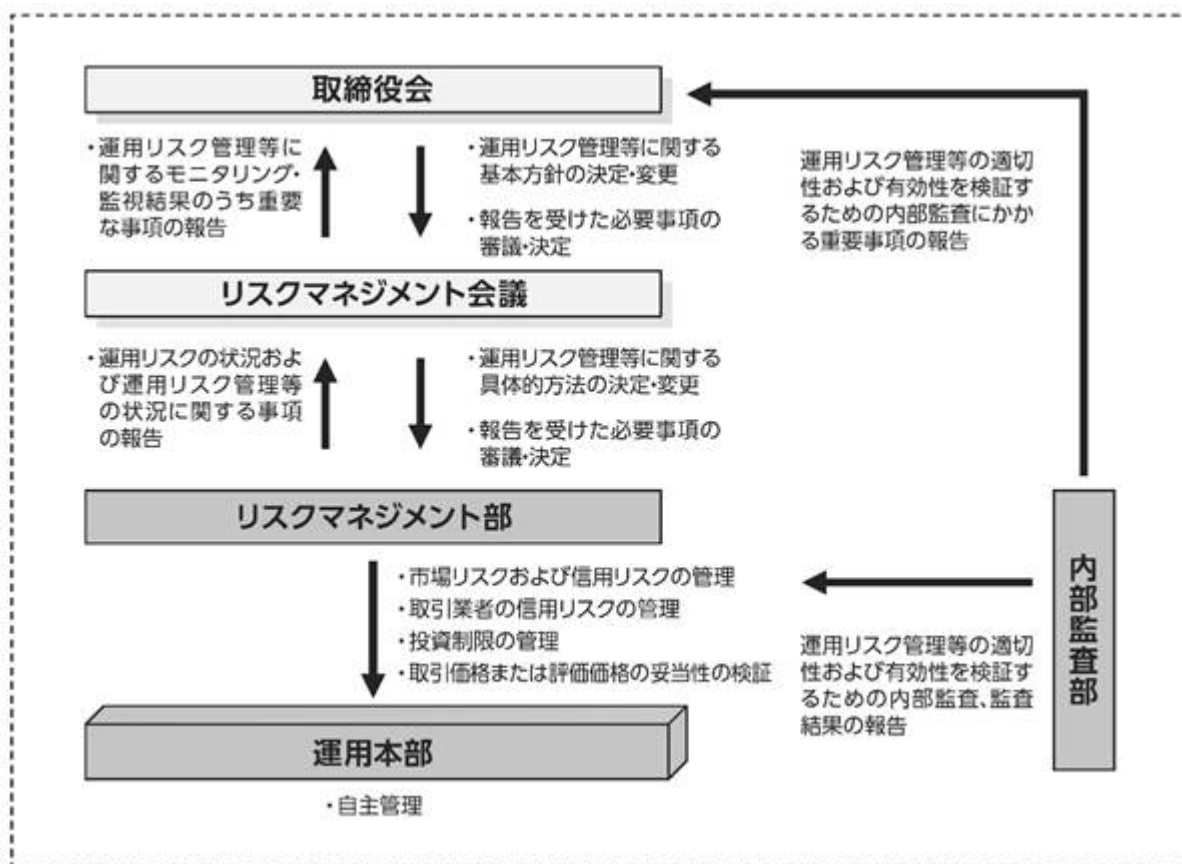 取締役会
・運用リスク管理等に
関するモニタリング・
監視結果のうち重要
な事項の報告
・運用リスク管理等に関する
基本方針の決定・変更
・報告を受けた必要事項の
審議・決定
運用リスク管理等の適切
性および有効性を検証す
るための内部監査にかか
る重要事項の報告
リスクマネジメント会議
・運用リスクの状況およ
び運用リスク管理等
の状況に関する事項
の報告
・運用リスク管理等に関する
具体的方法の決定・変更
・報告を受けた必要事項の
審議・決定
リスクマネジメント部
・市場リスクおよび信用リスクの管理
・取引業者の信用リスクの管理
・投資制限の管理
・取引価格または評価価格の妥当性の検証
運用リスク管理等の適切
性および有効性を検証す
るための内部監査、監査
結果の報告
内部監査部
運用本部
・自主管理